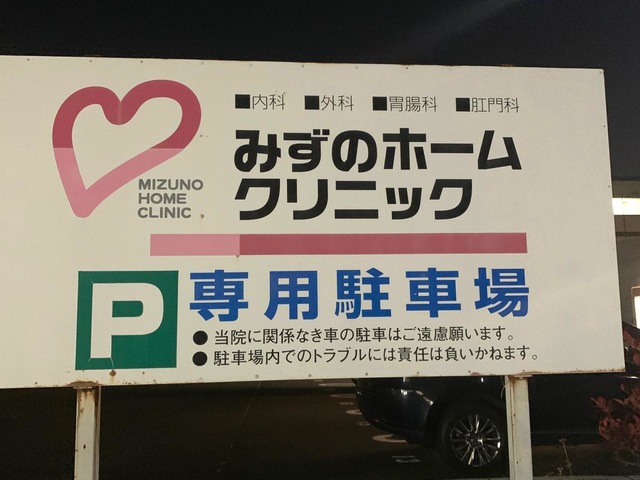 ■内科 ■外科 ■胃腸科 ■肛門科
みずのホーム
クリニック
MIZUNO
HOME
CLINIC
P 専用駐車場
● 当院に関係なき車の駐車はご遠慮願います。
● 駐車場内でのトラブルには責任は負いかねます。